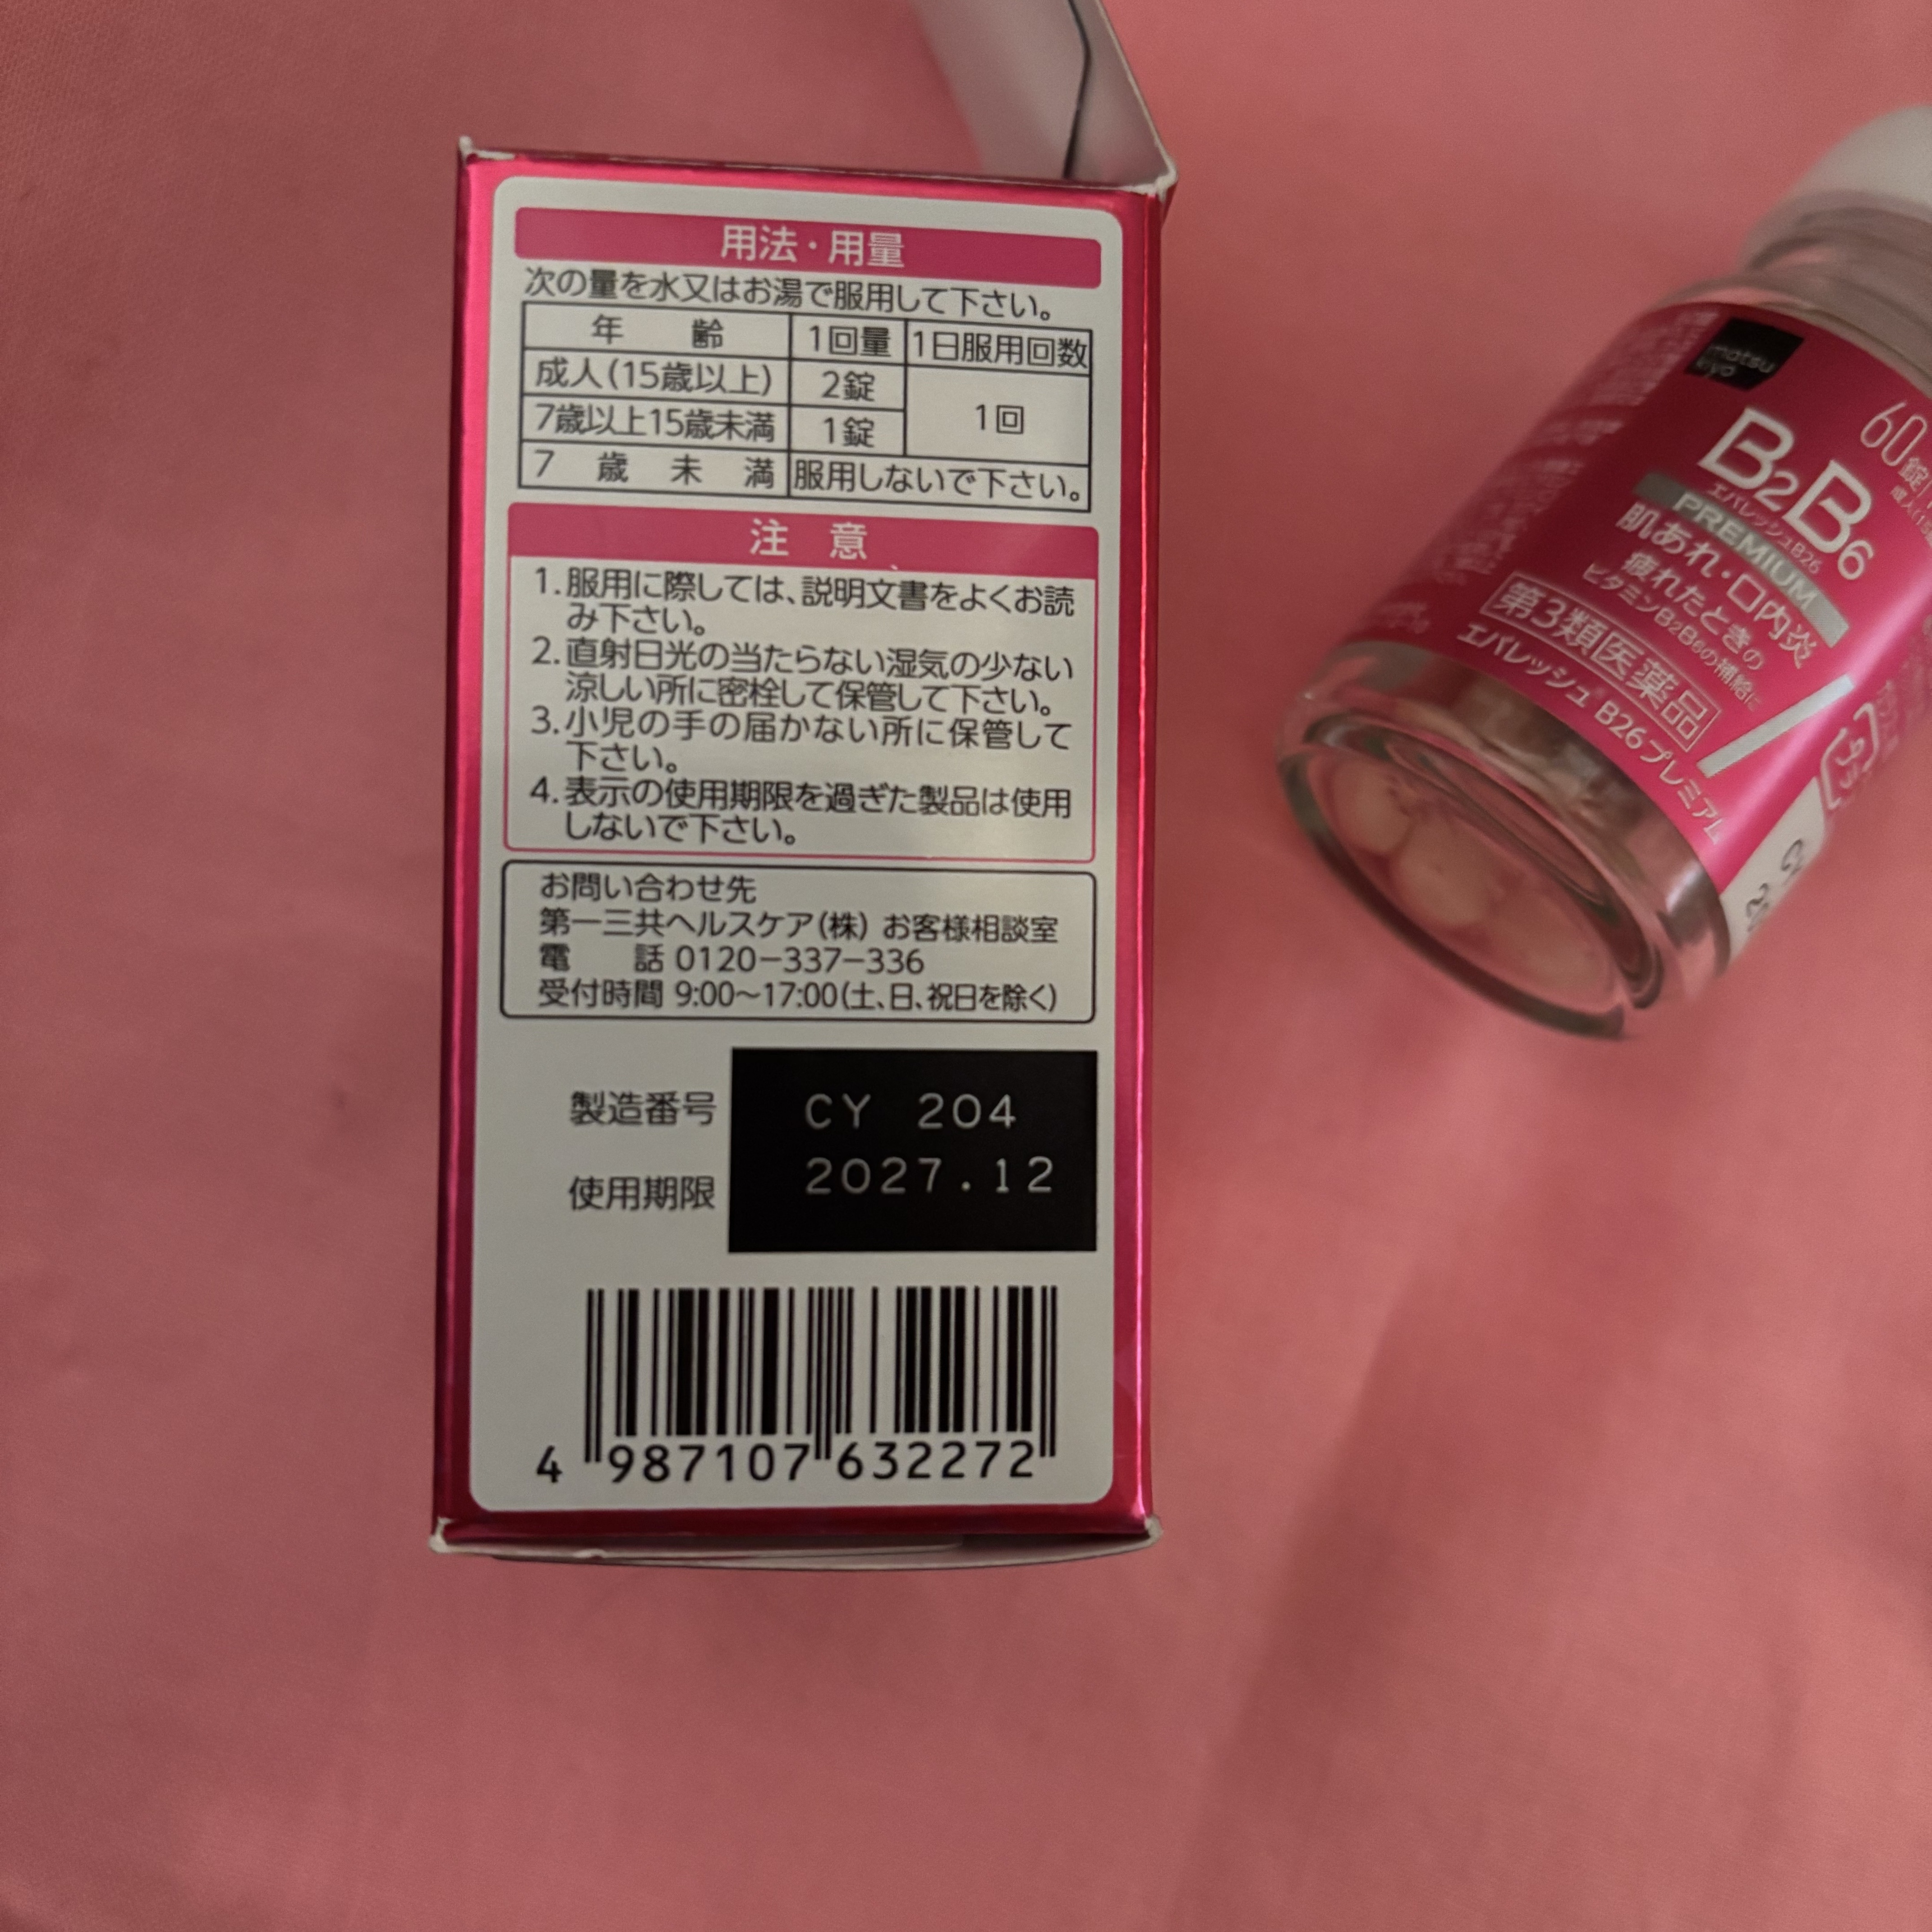 用法・用量
次の量を水又はお湯で服用して下さい。
年 齢 1回量 1日服用回数
成人(15歳以上) 2錠 1回
7歳以上15歳未満 1錠
7 歳 未 満 服用しないで下さい。
注 意
1. 服用に際しては、説明文書をよくお読
み下さい。
2. 直射日光の当たらない湿気の少ない
涼しい所に密栓して保管して下さい。
3. 小児の手の届かない所に保管して
下さい。
4. 表示の使用期限を過ぎた製品は使用
しないで下さい。
お問い合わせ先
第一三共ヘルスケア(株) お客様相談室
電 話 0120-337-336
受付時間 9:00〜17:00(土、日、祝日を除く)
製造番号 CY 204
使用期限 2027.12
4 987107 632272
matsu
kiyo
60錠
B2B6
エバレッシュB26
PREMIUM
肌あれ・口内炎
疲れたときの
ビタミンB2B6の補給に
第3類医薬品
エバレッシュ B26プレミアム